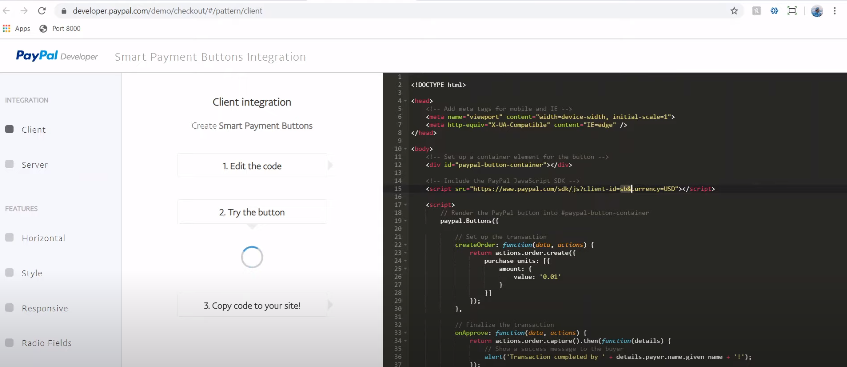 developer.paypal.com/demo/checkout/#/pattern/client
Apps
Port 8000
PayPal Developer
Smart Payment Buttons Integration
INTEGRATION
Client
Server
FEATURES
Horizontal
Style
Responsive
Radio Fields
Client integration
Create Smart Payment Buttons
1. Edit the code
2. Try the button
3. Copy code to your site!
1
2 <!DOCTYPE html>
3
4 <head>
5 <!-- Add meta tags for mobile and IE -->
6 <meta name="viewport" content="width=device-width, initial-scale=1">
7 <meta http-equiv="X-UA-Compatible" content="IE=edge" />
8 </head>
9
10 <body>
11 <!-- Set up a container element for the button -->
12 <div id="paypal-button-container"></div>
13
14 <!-- Include the PayPal JavaScript SDK -->
15 <script src="https://www.paypal.com/sdk/js?client-id=sb&currency=USD"></script>
16
17 <script>
18 // Render the PayPal button into #paypal-button-container
19 paypal.Buttons({
20
21 // Set up the transaction
22 createOrder: function(data, actions) {
23 return actions.order.create({
24 purchase_units: [{
25 amount: {
26 value: '0.01'
27 }
28 }]
29 });
30 },
31
32 // Finalize the transaction
33 onApprove: function(data, actions) {
34 return actions.order.capture().then(function(details) {
35 // Show a success message to the buyer
36 alert('Transaction completed by ' + details.payer.name.given_name + '!');
37 });